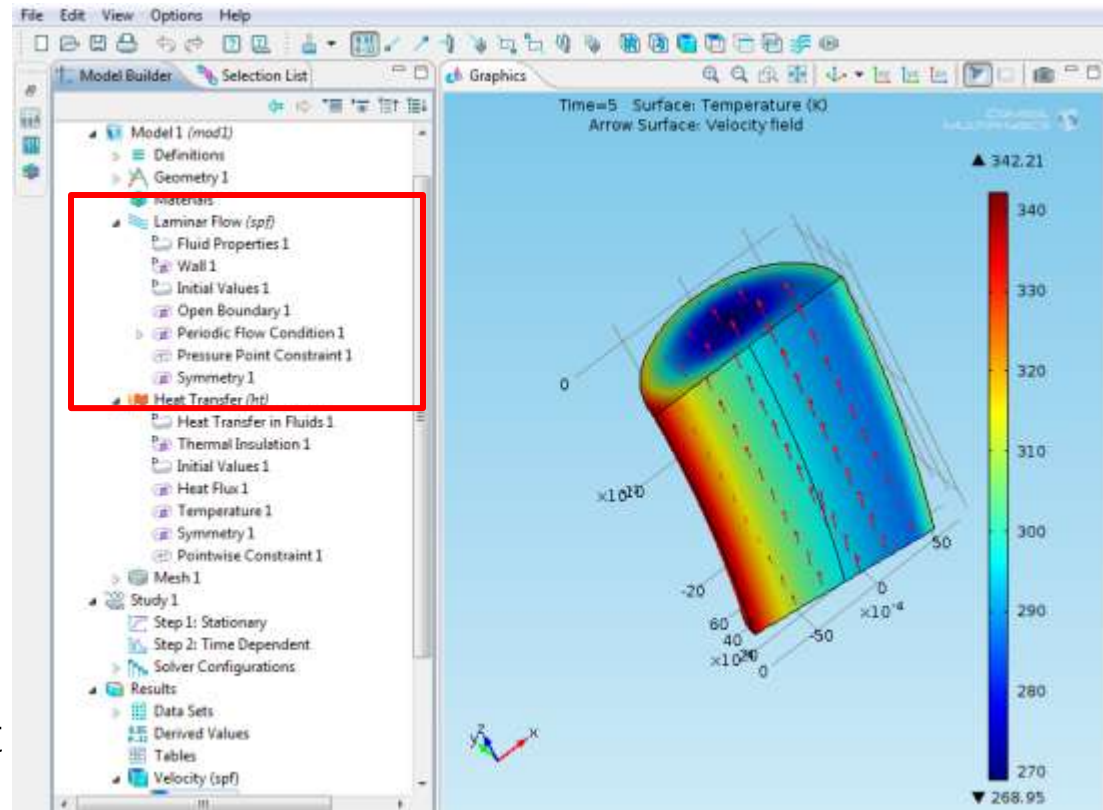 File Edit View Options Help
Model Builder Selection List
Model 1 (mod1)
Definitions
Geometry 1
Materials
Laminar Flow (spf)
Fluid Properties 1
Wall 1
Initial Values 1
Open Boundary 1
Periodic Flow Condition 1
Pressure Point Constraint 1
Symmetry 1
Heat Transfer (ht)
Heat Transfer in Fluids 1
Thermal Insulation 1
Initial Values 1
Heat Flux 1
Temperature 1
Symmetry 1
Pointwise Constraint 1
Mesh 1
Study 1
Step 1: Stationary
Step 2: Time Dependent
Solver Configurations
Results
Data Sets
Derived Values
Tables
Velocity (spf)
Graphics
Time=5 Surface: Temperature (K)
Arrow Surface: Velocity field
▲ 342.21
340
330
320
310
300
290
280
270
▼ 268.95
0
-20
60
40
0
-50
0
50
×10⁻⁴
y z x